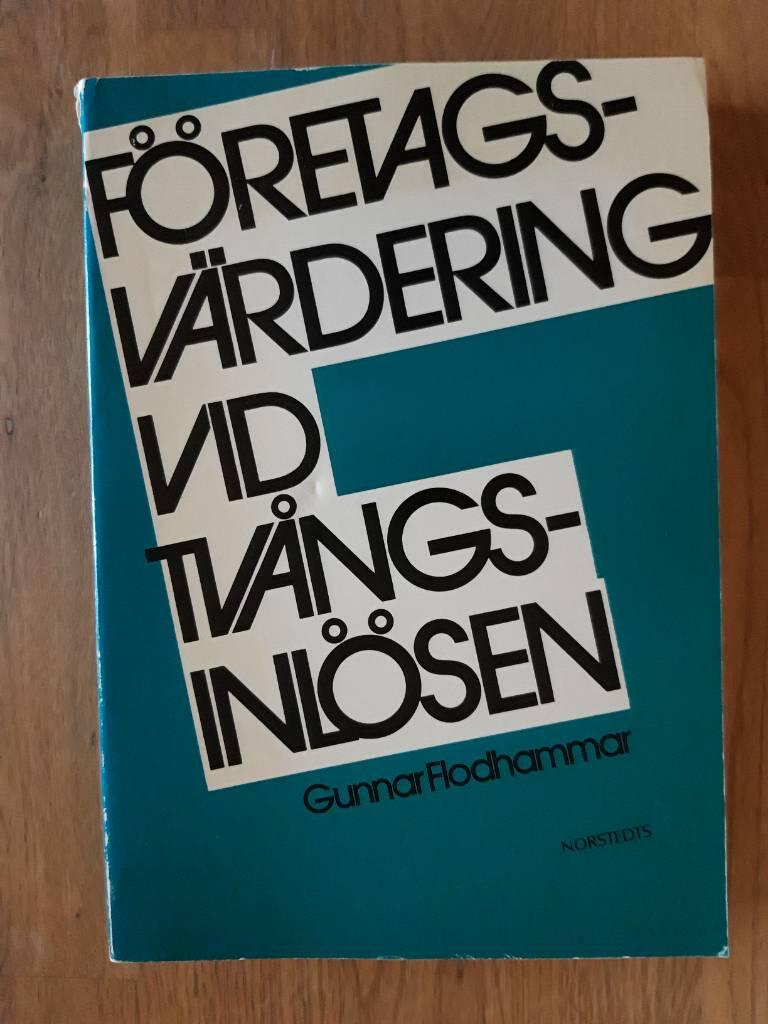 FÖRETAGS-
VÄRDERING
VID
TVÅNGS-
INLÖSEN
Gunnar Flodhammar
NORSTEDTS